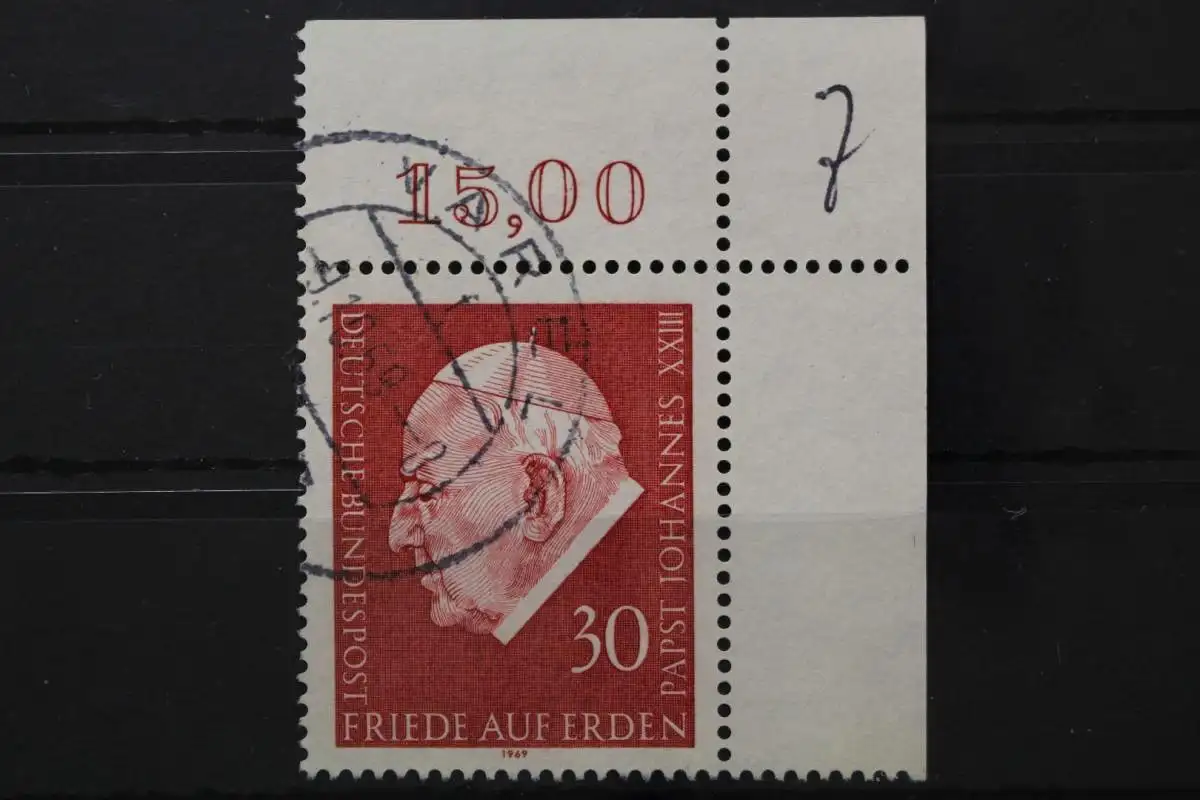 15,00
7
DEUTSCHE BUNDESPOST
PAPST JOHANNES XXIII
30
FRIEDE AUF ERDEN
1969